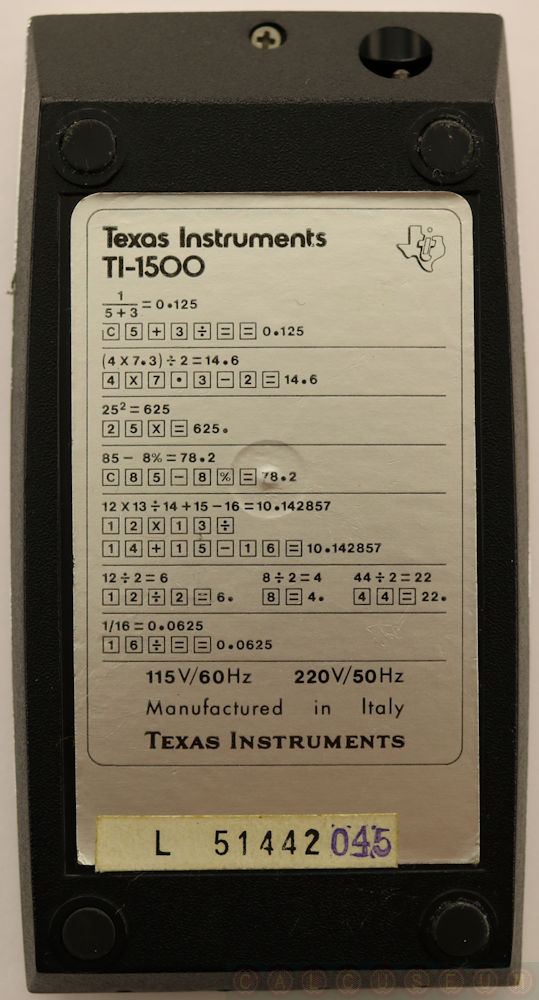 Texas Instruments
TI-1500
1
5 + 3 = 0.125
C 5 + 3 ÷ = = 0.125
(4 X 7.3) ÷ 2 = 14.6
4 X 7 • 3 − 2 = 14.6
25² = 625
2 5 X = 625.
85 − 8% = 78.2
C 8 5 − 8 % = 78.2
12 X 13 ÷ 14 + 15 − 16 = 10.142857
1 2 X 1 3 ÷
1 4 + 1 5 − 1 6 = 10.142857
12 ÷ 2 = 6 8 ÷ 2 = 4 44 ÷ 2 = 22
1 2 ÷ 2 = 6. 8 = 4. 4 4 = 22.
1/16 = 0.0625
1 6 ÷ = = 0.0625
115V/60Hz 220V/50Hz
Manufactured in Italy
TEXAS INSTRUMENTS
L 51442 045
CALCUSEUM